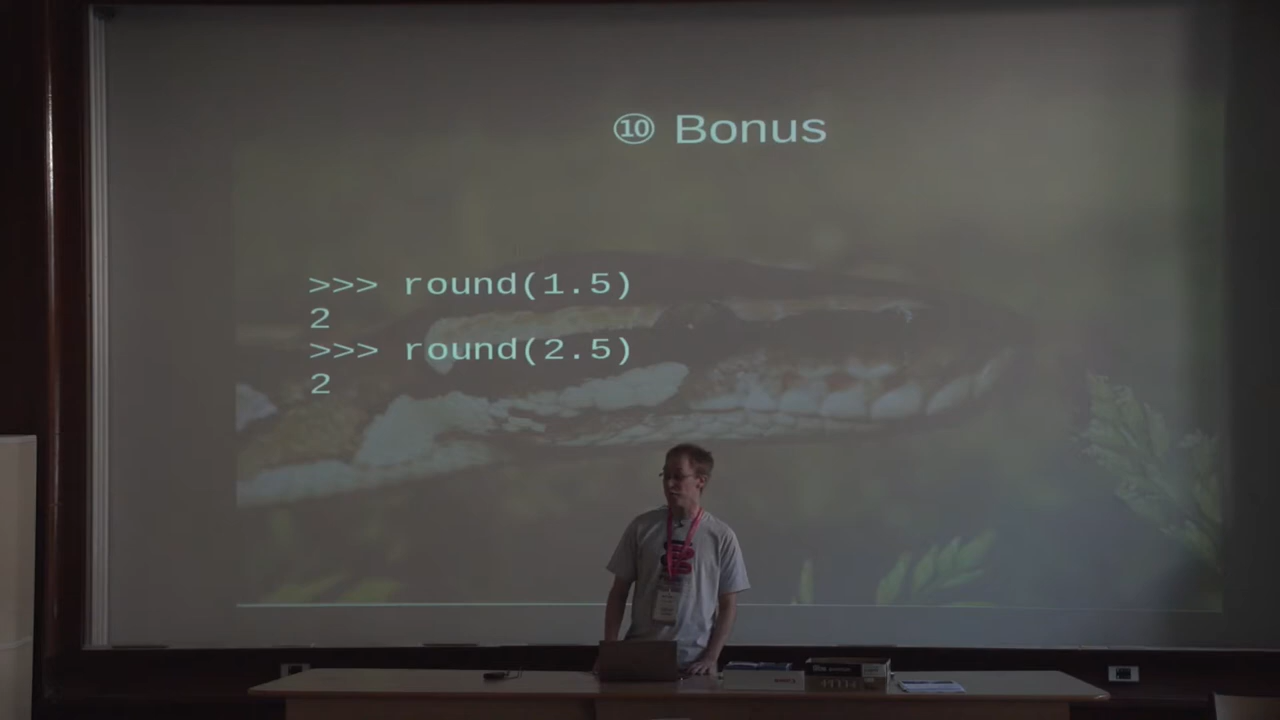 ⑩ Bonus
>>> round(1.5)
2
>>> round(2.5)
2